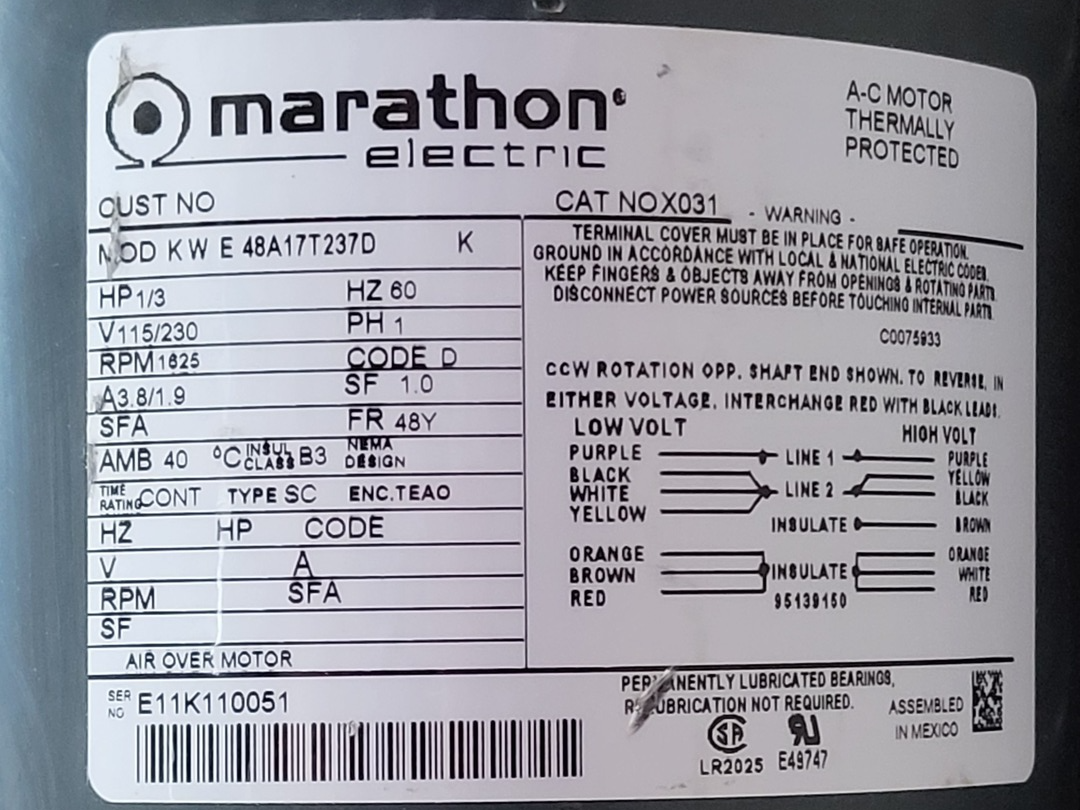 marathon®
electric
A-C MOTOR
THERMALLY
PROTECTED
CUST NO
CAT NO X031
MOD KW E 48A17T237D K
HP 1/3 HZ 60
V 115/230 PH 1
RPM 1625 CODE D
A 3.8/1.9 SF 1.0
SFA FR 48Y
AMB 40 °C INSUL CLASS B3 NEMA DESIGN
TIME RATING CONT TYPE SC ENC. TEAO
HZ HP CODE
V A
RPM SFA
SF
AIR OVER MOTOR
- WARNING -
TERMINAL COVER MUST BE IN PLACE FOR SAFE OPERATION.
GROUND IN ACCORDANCE WITH LOCAL & NATIONAL ELECTRIC CODES.
KEEP FINGERS & OBJECTS AWAY FROM OPENINGS & ROTATING PARTS.
DISCONNECT POWER SOURCES BEFORE TOUCHING INTERNAL PARTS.
C0075933
CCW ROTATION OPP. SHAFT END SHOWN. TO REVERSE, IN
EITHER VOLTAGE, INTERCHANGE RED WITH BLACK LEADS.
LOW VOLT HIGH VOLT
PURPLE LINE 1 PURPLE
BLACK YELLOW
WHITE LINE 2 BLACK
YELLOW INSULATE BROWN
ORANGE ORANGE
BROWN INSULATE WHITE
RED 95139150 RED
SER NO E11K110051
PERMANENTLY LUBRICATED BEARINGS,
RELUBRICATION NOT REQUIRED.
ASSEMBLED
IN MEXICO
LR2025 E49747